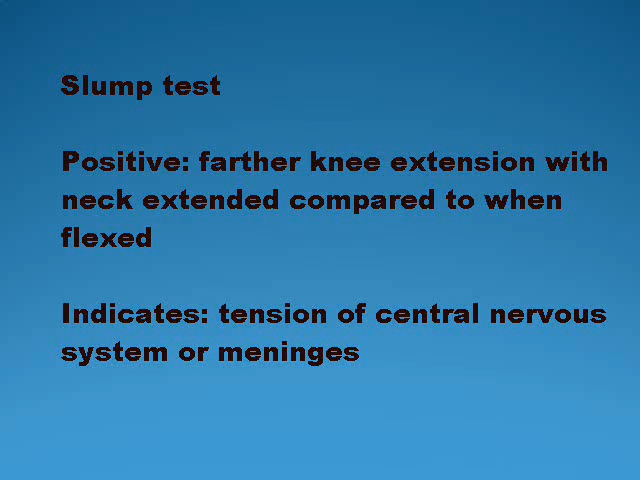 Slump test
Positive: farther knee extension with
neck extended compared to when
flexed
Indicates: tension of central nervous
system or meninges